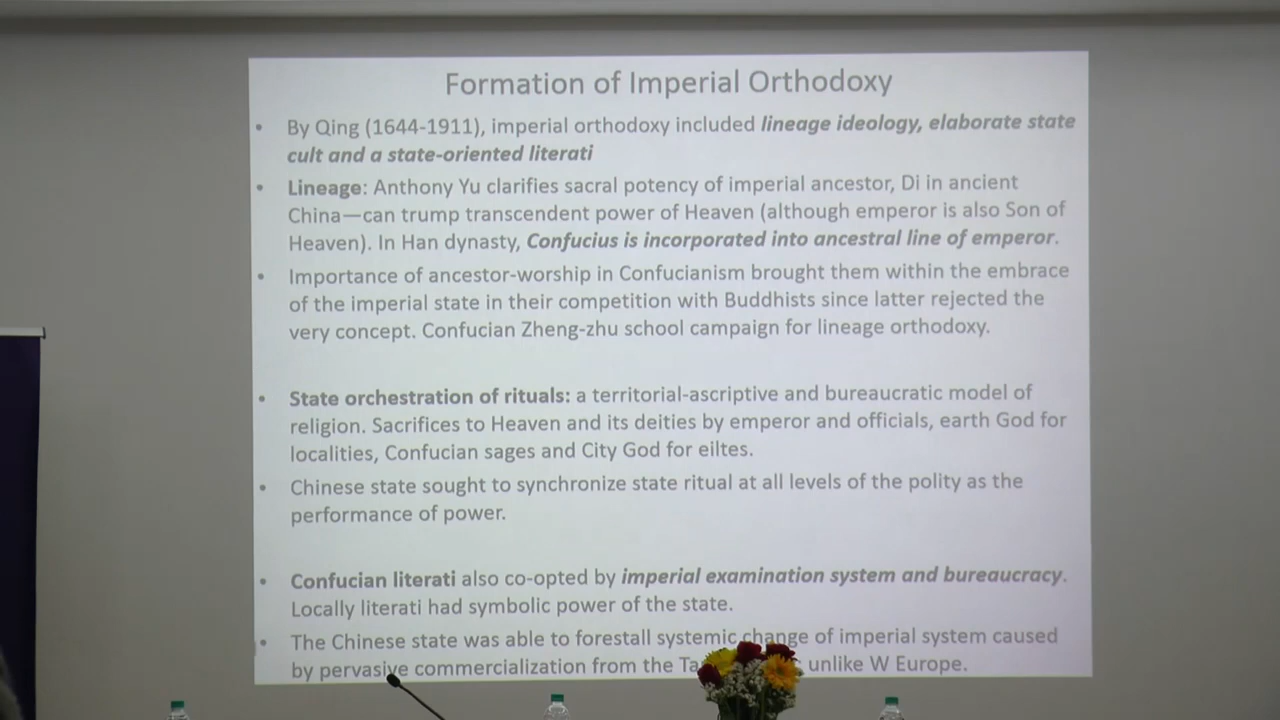 Formation of Imperial Orthodoxy
• By Qing (1644-1911), imperial orthodoxy included lineage ideology, elaborate state
cult and a state-oriented literati
• Lineage: Anthony Yu clarifies sacral potency of imperial ancestor, Di in ancient
China—can trump transcendent power of Heaven (although emperor is also Son of
Heaven). In Han dynasty, Confucius is incorporated into ancestral line of emperor.
• Importance of ancestor-worship in Confucianism brought them within the embrace
of the imperial state in their competition with Buddhists since latter rejected the
very concept. Confucian Zheng-zhu school campaign for lineage orthodoxy.
• State orchestration of rituals: a territorial-ascriptive and bureaucratic model of
religion. Sacrifices to Heaven and its deities by emperor and officials, earth God for
localities, Confucian sages and City God for eiltes.
• Chinese state sought to synchronize state ritual at all levels of the polity as the
performance of power.
• Confucian literati also co-opted by imperial examination system and bureaucracy.
Locally literati had symbolic power of the state.
• The Chinese state was able to forestall systemic change of imperial system caused
by pervasive commercialization from the unlike W Europe.